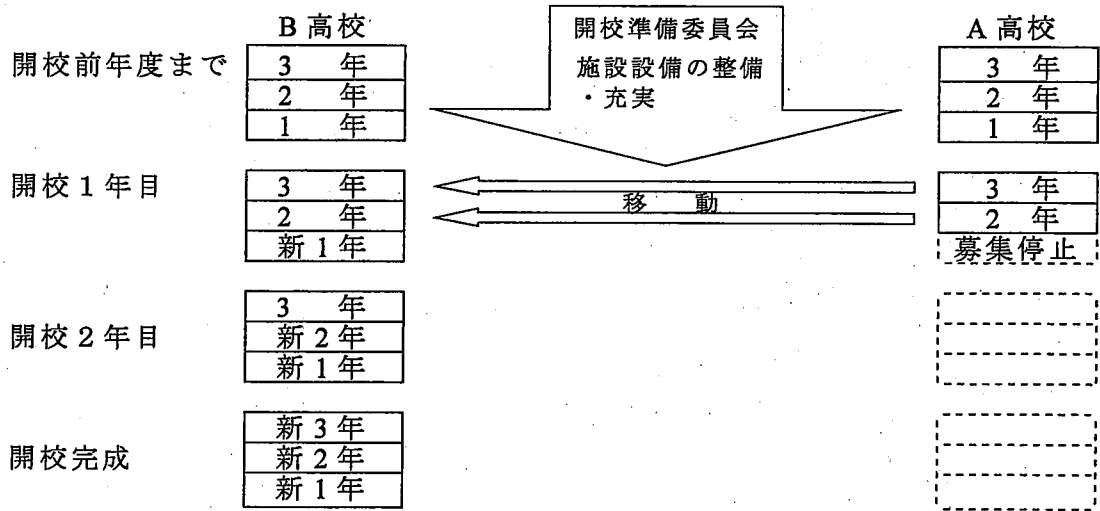 B 高校
開校準備委員会
A 高校
開校前年度まで
3 年
施設設備の整備
3 年
2 年
・充実
2 年
1 年
1 年
開校1年目
3 年
3 年
移 動
2 年
2 年
新1年
募集停止
3 年
開校2年目
新2年
新1年
新3年
開校完成
新2年
新1年